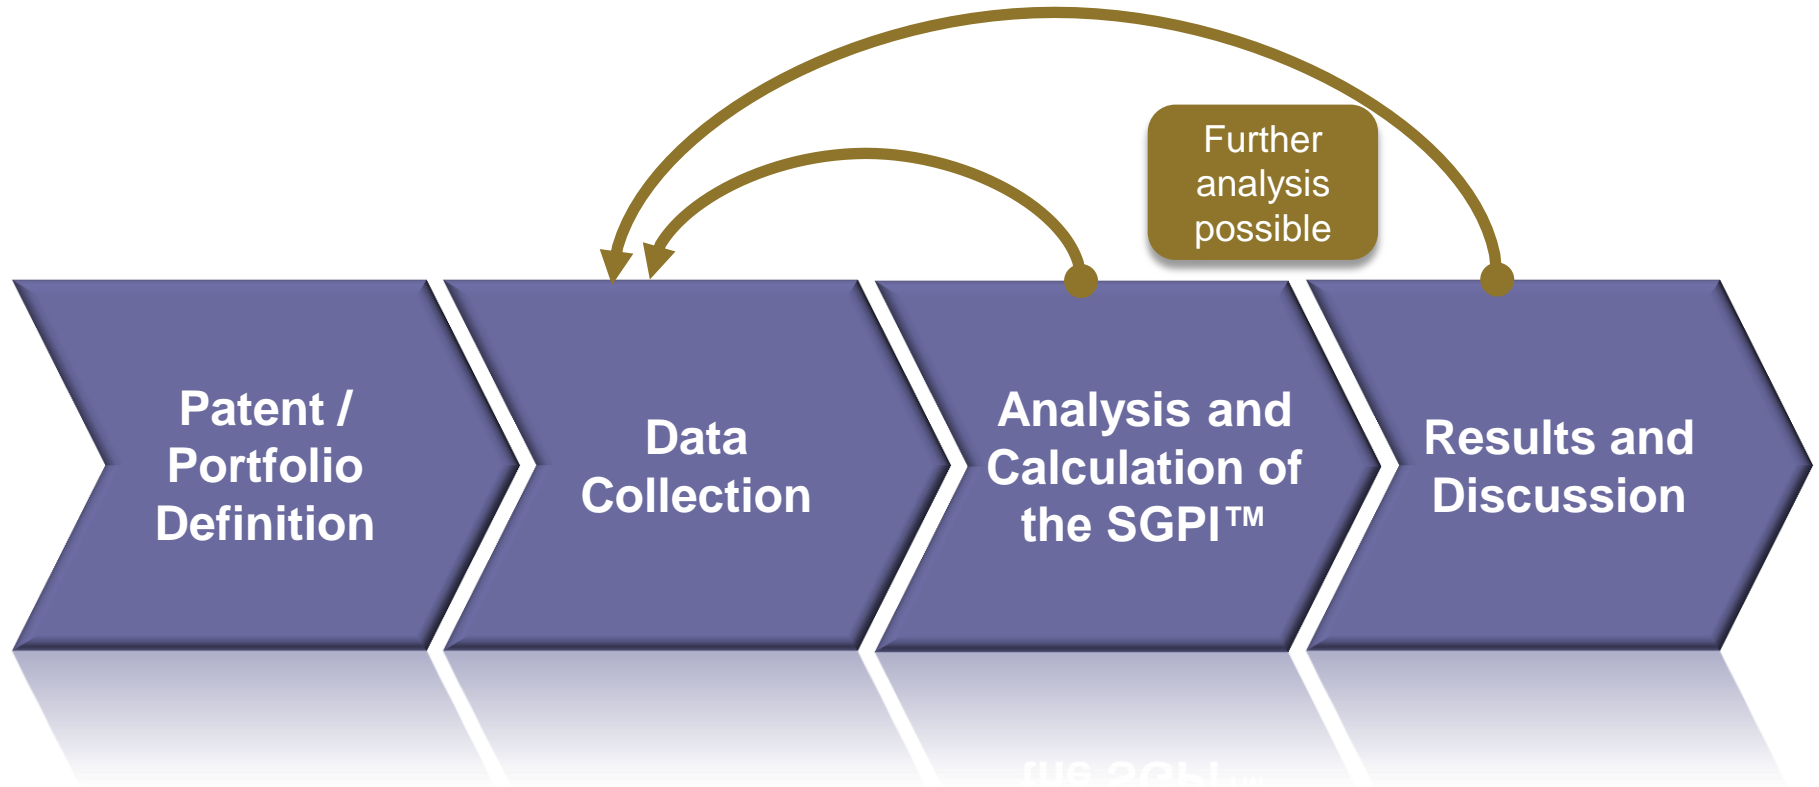 Further
analysis
possible
Patent /
Portfolio
Definition
Data
Collection
Analysis and
Calculation of
the SGPI™
Results and
Discussion